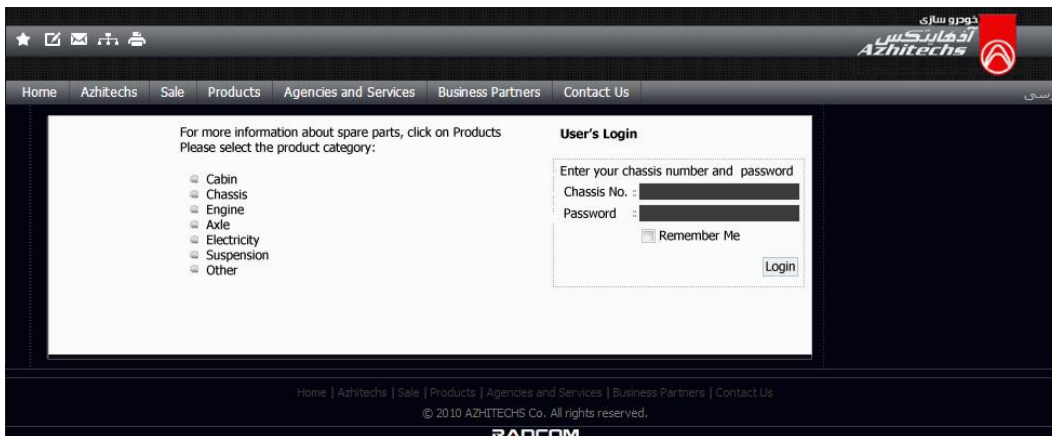 خودرو سازی
آذهایتکس
Azhitechs
Home Azhitechs Sale Products Agencies and Services Business Partners Contact Us
For more information about spare parts, click on Products
Please select the product category:
Cabin
Chassis
Engine
Axle
Electricity
Suspension
Other
User's Login
Enter your chassis number and password
Chassis No. :
Password :
Remember Me
Login
Home | Azhitechs | Sale | Products | Agencies and Services | Business Partners | Contact Us
© 2010 AZHITECHS Co. All rights reserved.
RADCOM